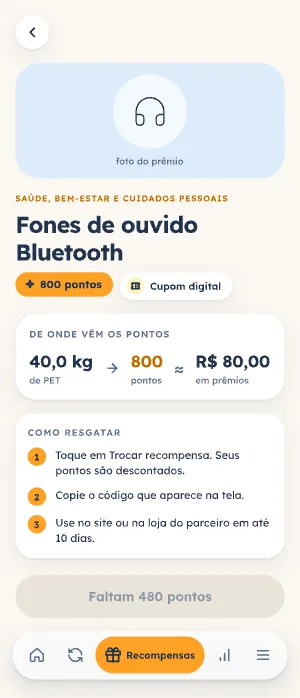 foto do prêmio
SAÚDE, BEM-ESTAR E CUIDADOS PESSOAIS
Fones de ouvido
Bluetooth
800 pontos
Cupom digital
DE ONDE VÊM OS PONTOS
40,0 kg → 800 ≈ R$ 80,00
de PET pontos em prêmios
COMO RESGATAR
1 Toque em Trocar recompensa. Seus
pontos são descontados.
2 Copie o código que aparece na tela.
3 Use no site ou na loja do parceiro em até
10 dias.
Faltam 480 pontos
Recompensas